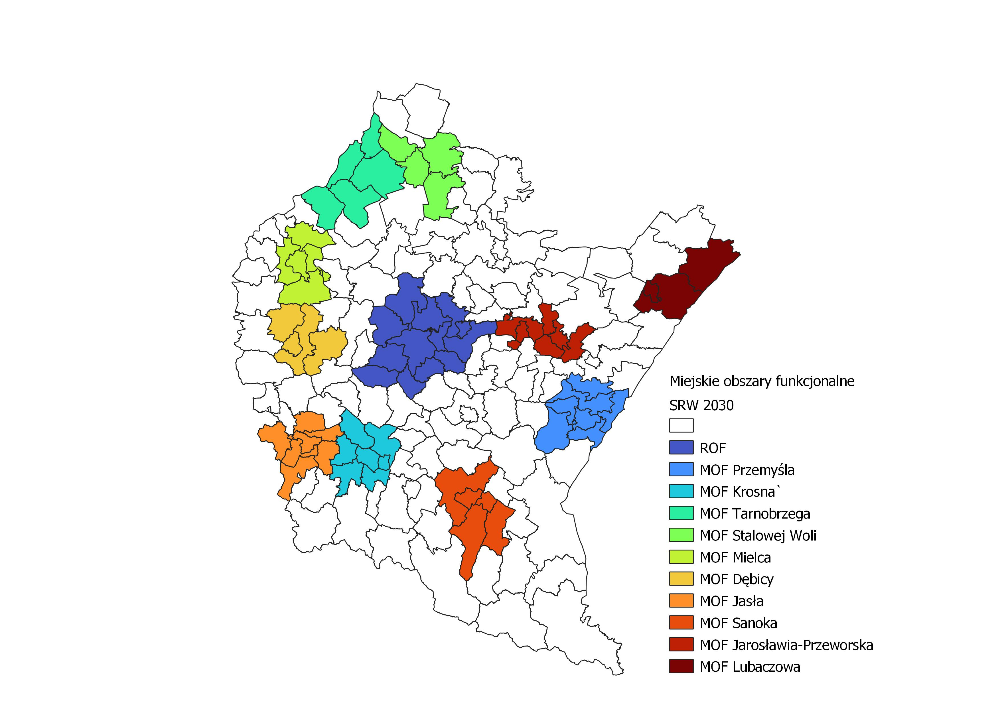 Miejskie obszary funkcjonalne
SRW 2030
ROF
MOF Przemyśla
MOF Krosna`
MOF Tarnobrzega
MOF Stalowej Woli
MOF Mielca
MOF Dębicy
MOF Jasła
MOF Sanoka
MOF Jarosławia-Przeworska
MOF Lubaczowa